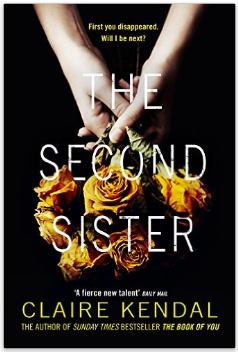 First you disappeared.
Will I be next?
THE
SECOND
SISTER
'A fierce new talent' DAILY MAIL
CLAIRE KENDAL
THE AUTHOR OF SUNDAY TIMES BESTSELLER THE BOOK OF YOU